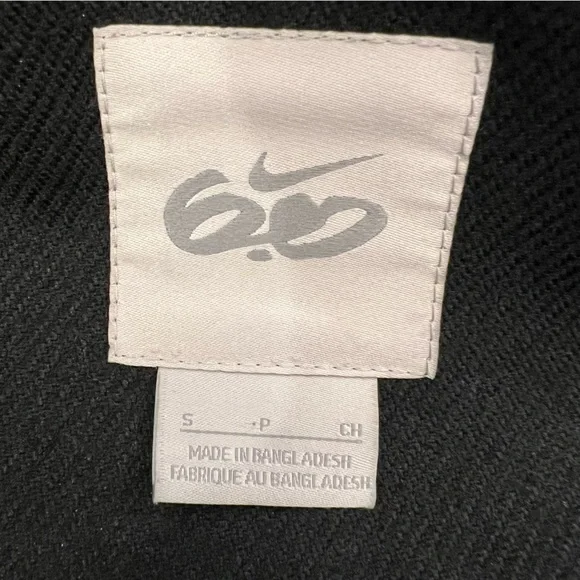 6.0
S P CH
MADE IN BANGLADESH
FABRIQUE AU BANGLADESH